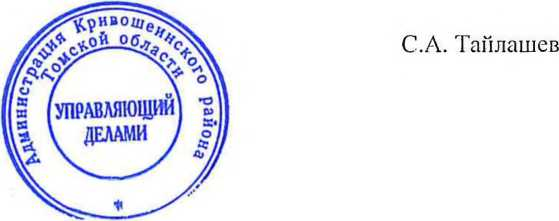 Администрация Кривошеинского района
Томской области
УПРАВЛЯЮЩИЙ
ДЕЛАМИ
С.А. Тайлашев